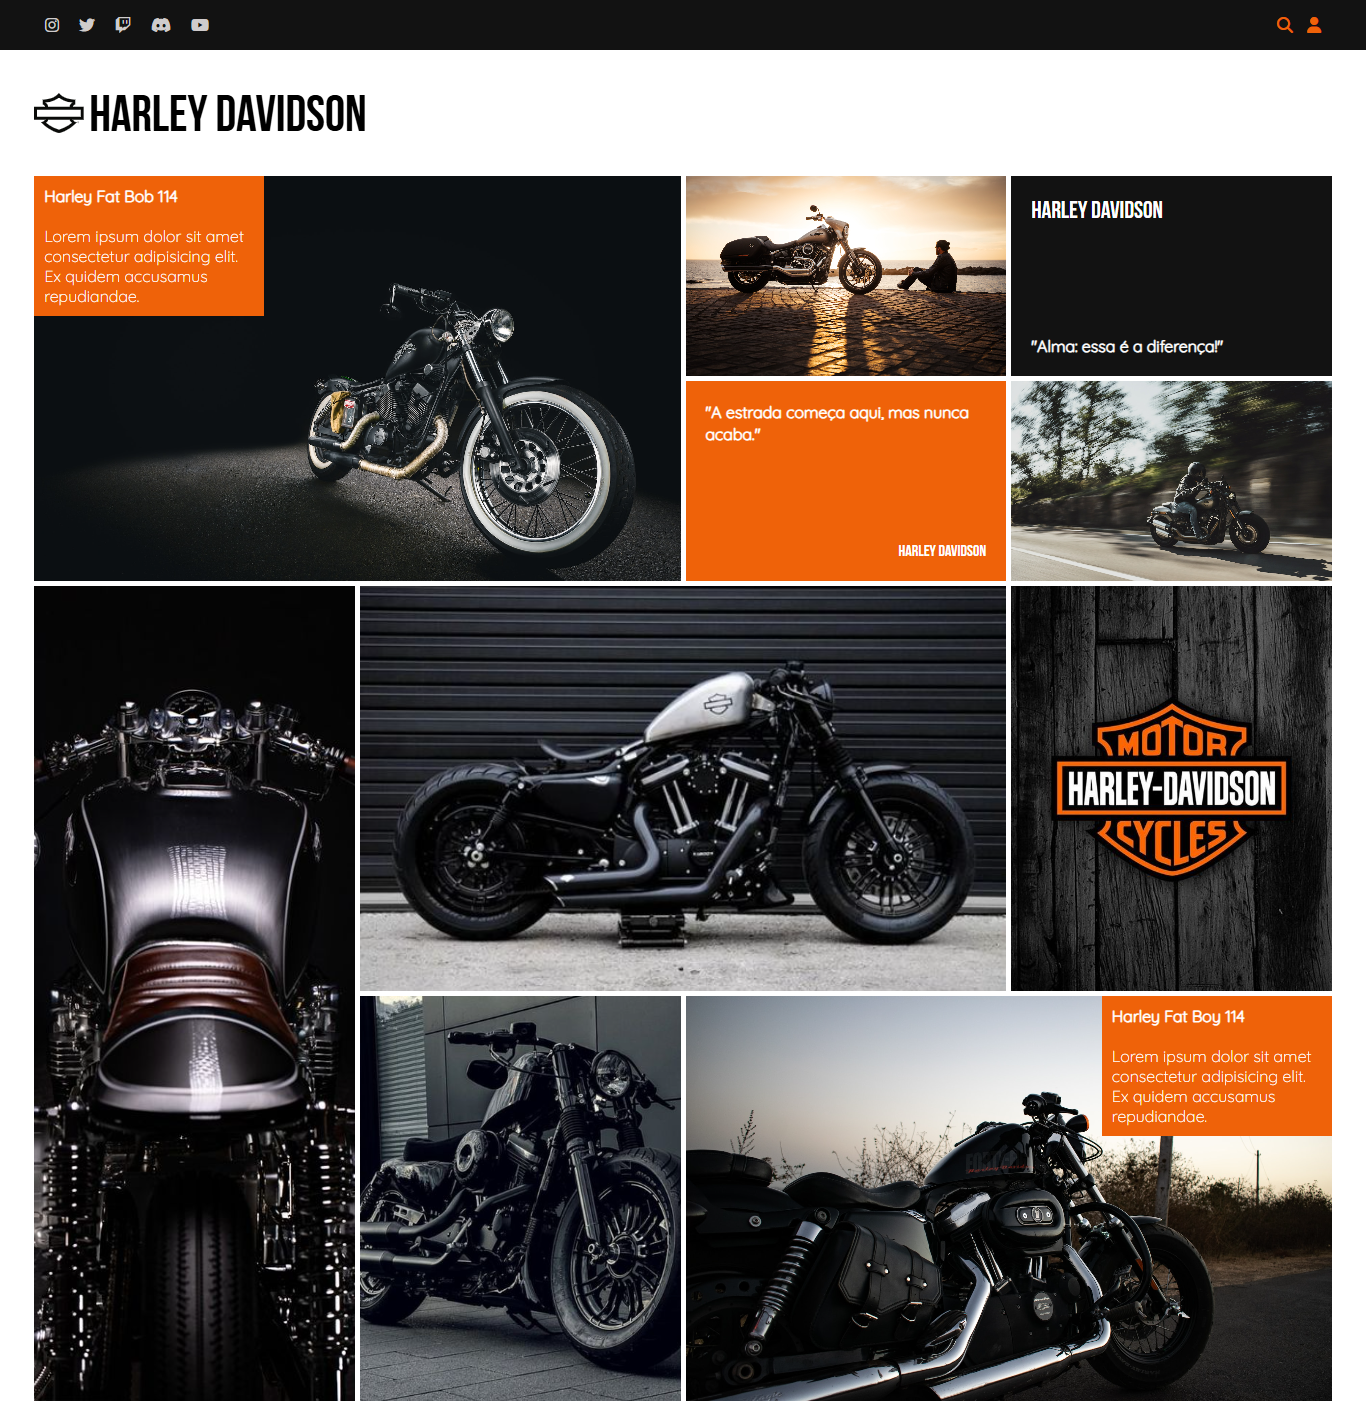 HARLEY DAVIDSON
Harley Fat Bob 114
Lorem ipsum dolor sit amet
consectetur adipisicing elit.
Ex quidem accusamus
repudiandae.
HARLEY DAVIDSON
"Alma: essa é a diferença!"
"A estrada começa aqui, mas nunca
acaba."
HARLEY DAVIDSON
MOTOR
HARLEY-DAVIDSON
CYCLES
Harley Fat Boy 114
Lorem ipsum dolor sit amet
consectetur adipisicing elit.
Ex quidem accusamus
repudiandae.